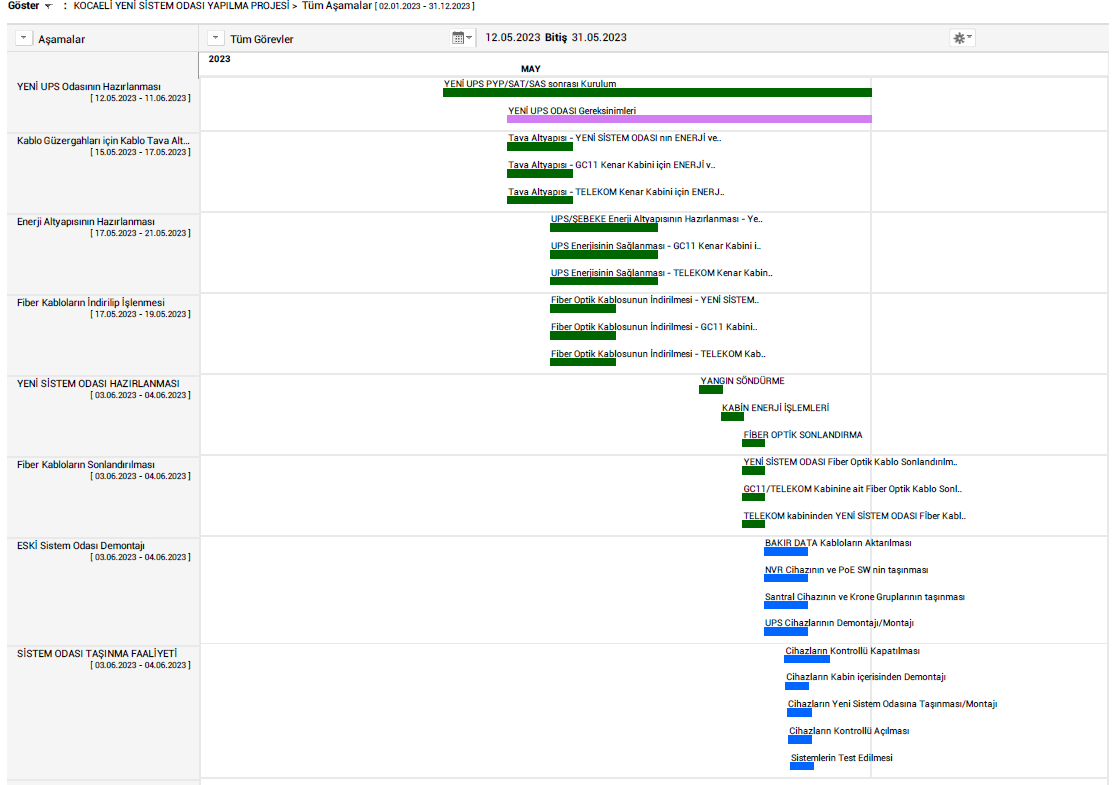 Göster : KOCAELİ YENİ SİSTEM ODASI YAPILMA PROJESİ > Tüm Aşamalar [ 02.01.2023 - 31.12.2023 ]
Aşamalar
Tüm Görevler
12.05.2023 Bitiş 31.05.2023
2023
MAY
YENİ UPS Odasının Hazırlanması
[ 12.05.2023 - 11.06.2023 ]
YENİ UPS PYP/SAT/SAS sonrası Kurulum
YENİ UPS ODASI Gereksinimleri
Kablo Güzergahları için Kablo Tava Alt...
[ 15.05.2023 - 17.05.2023 ]
Tava Altyapısı - YENİ SİSTEM ODASI nın ENERJİ ve..
Tava Altyapısı - GC11 Kenar Kabini için ENERJİ v..
Tava Altyapısı - TELEKOM Kenar Kabini için ENERJ..
Enerji Altyapısının Hazırlanması
[ 17.05.2023 - 21.05.2023 ]
UPS/ŞEBEKE Enerji Altyapısının Hazırlanması - Ye..
UPS Enerjisinin Sağlanması - GC11 Kenar Kabini i..
UPS Enerjisinin Sağlanması - TELEKOM Kenar Kabin..
Fiber Kabloların İndirilip İşlenmesi
[ 17.05.2023 - 19.05.2023 ]
Fiber Optik Kablosunun İndirilmesi - YENİ SİSTEM..
Fiber Optik Kablosunun İndirilmesi - GC11 Kabini..
Fiber Optik Kablosunun İndirilmesi - TELEKOM Kab..
YENİ SİSTEM ODASI HAZIRLANMASI
[ 03.06.2023 - 04.06.2023 ]
YANGIN SÖNDÜRME
KABİN ENERJİ İŞLEMLERİ
FİBER OPTİK SONLANDIRMA
Fiber Kabloların Sonlandırılması
[ 03.06.2023 - 04.06.2023 ]
YENİ SİSTEM ODASI Fiber Optik Kablo Sonlandırılm..
GC11/TELEKOM Kabinine ait Fiber Optik Kablo Sonl..
TELEKOM kabininden YENİ SİSTEM ODASI Fİber Kabl..
ESKİ Sistem Odası Demontajı
[ 03.06.2023 - 04.06.2023 ]
BAKIR DATA Kabloların Aktarılması
NVR Cihazının ve PoE SW nin taşınması
Santral Cihazının ve Krone Gruplarının taşınması
UPS Cihazlarının Demontajı/Montajı
SİSTEM ODASI TAŞINMA FAALİYETİ
[ 03.06.2023 - 04.06.2023 ]
Cihazların Kontrollü Kapatılması
Cihazların Kabin içerisinden Demontajı
Cihazların Yeni Sistem Odasına Taşınması/Montajı
Cihazların Kontrollü Açılması
Sistemlerin Test Edilmesi